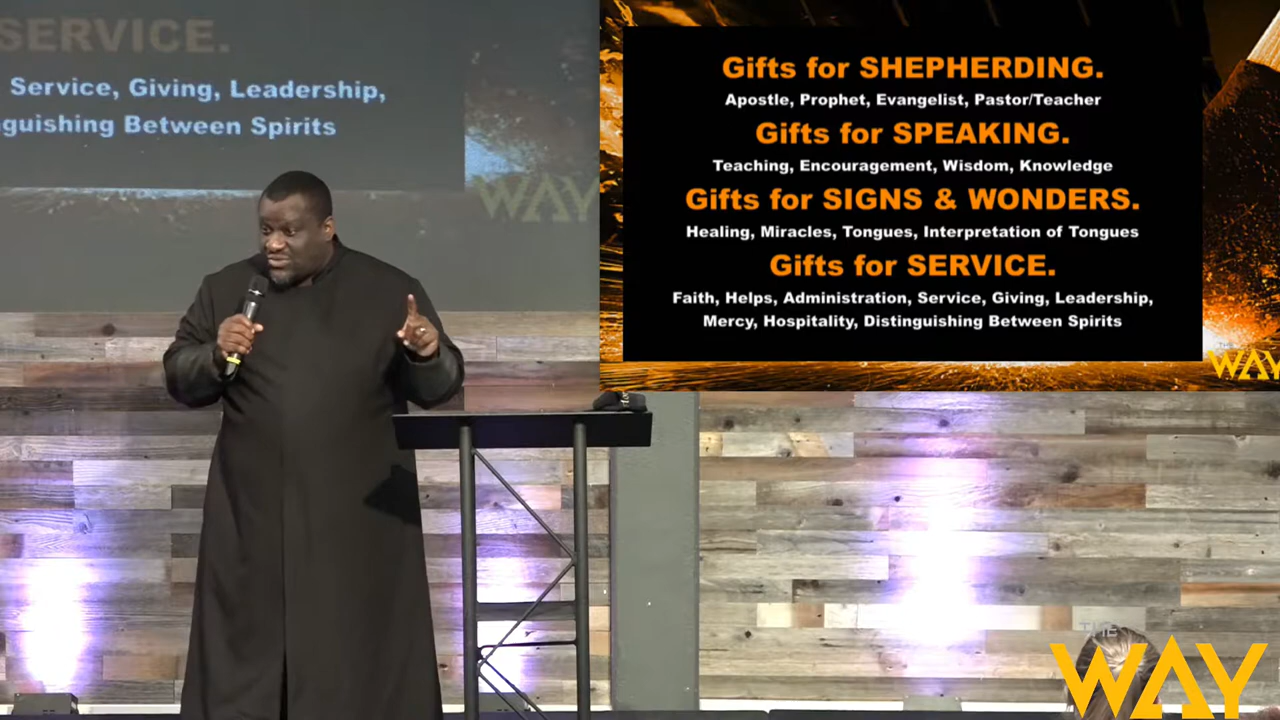 SERVICE.
Service, Giving, Leadership,
guishing Between Spirits
WAY
Gifts for SHEPHERDING.
Apostle, Prophet, Evangelist, Pastor/Teacher
Gifts for SPEAKING.
Teaching, Encouragement, Wisdom, Knowledge
Gifts for SIGNS & WONDERS.
Healing, Miracles, Tongues, Interpretation of Tongues
Gifts for SERVICE.
Faith, Helps, Administration, Service, Giving, Leadership,
Mercy, Hospitality, Distinguishing Between Spirits
THE
WAY
THE
WAY